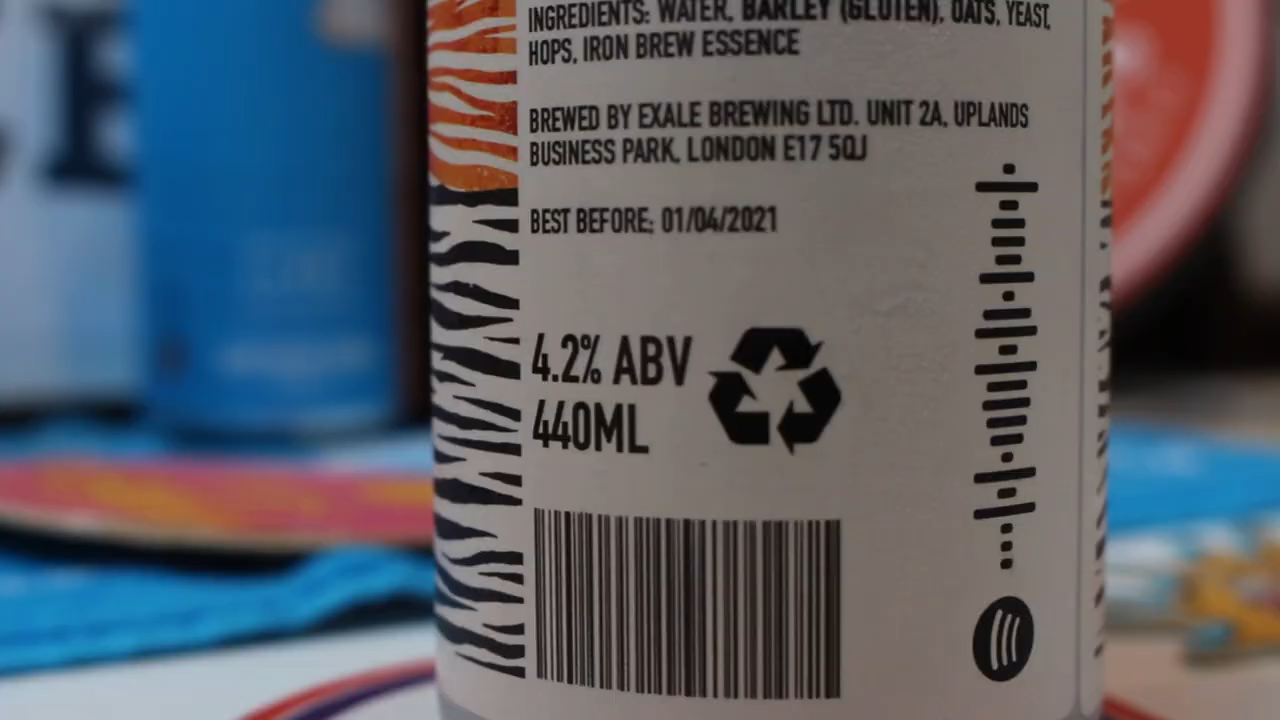 INGREDIENTS: WATER, BARLEY (GLUTEN), OATS, YEAST,
HOPS, IRON BREW ESSENCE
BREWED BY EXALE BREWING LTD. UNIT 2A, UPLANDS
BUSINESS PARK, LONDON E17 5QJ
BEST BEFORE: 01/04/2021
4.2% ABV
440ML